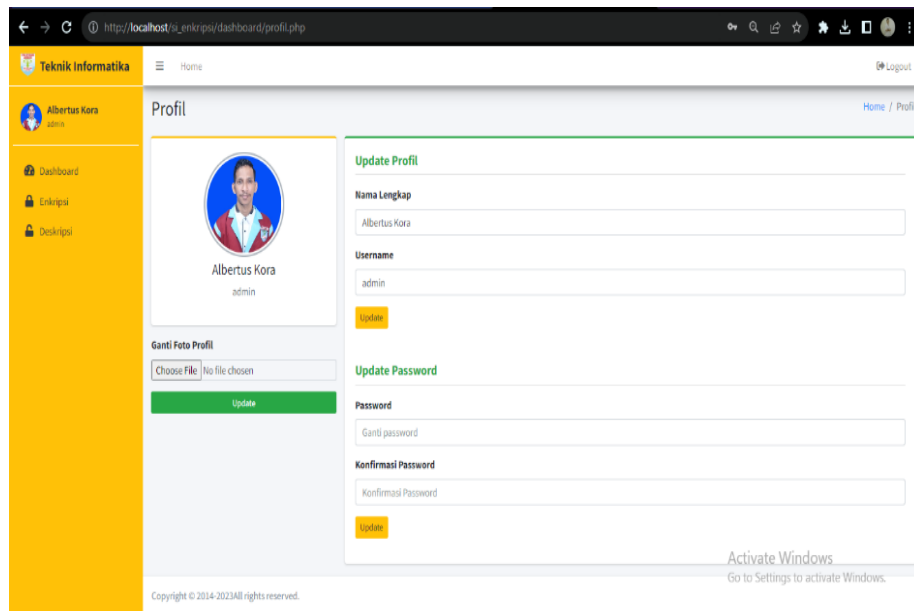 http://localhost/si_enkripsi/dashboard/profil.php
Teknik Informatika
Home
Logout
Albertus Kora
admin
Dashboard
Enkripsi
Deskripsi
Profil
Home / Profil
Albertus Kora
admin
Ganti Foto Profil
Choose File No file chosen
Update
Update Profil
Nama Lengkap
Albertus Kora
Username
admin
Update
Update Password
Password
Ganti password
Konfirmasi Password
Konfirmasi Password
Update
Activate Windows
Go to Settings to activate Windows.
Copyright © 2014-2023All rights reserved.